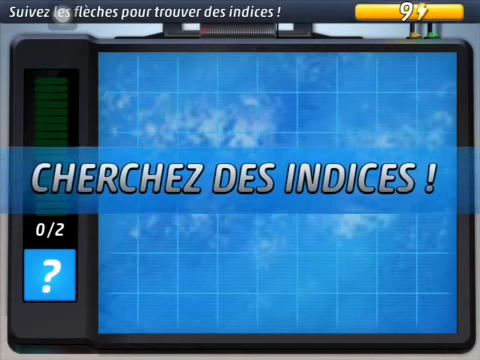 Suivez les flèches pour trouver des indices !
9
CHERCHEZ DES INDICES !
0/2
?